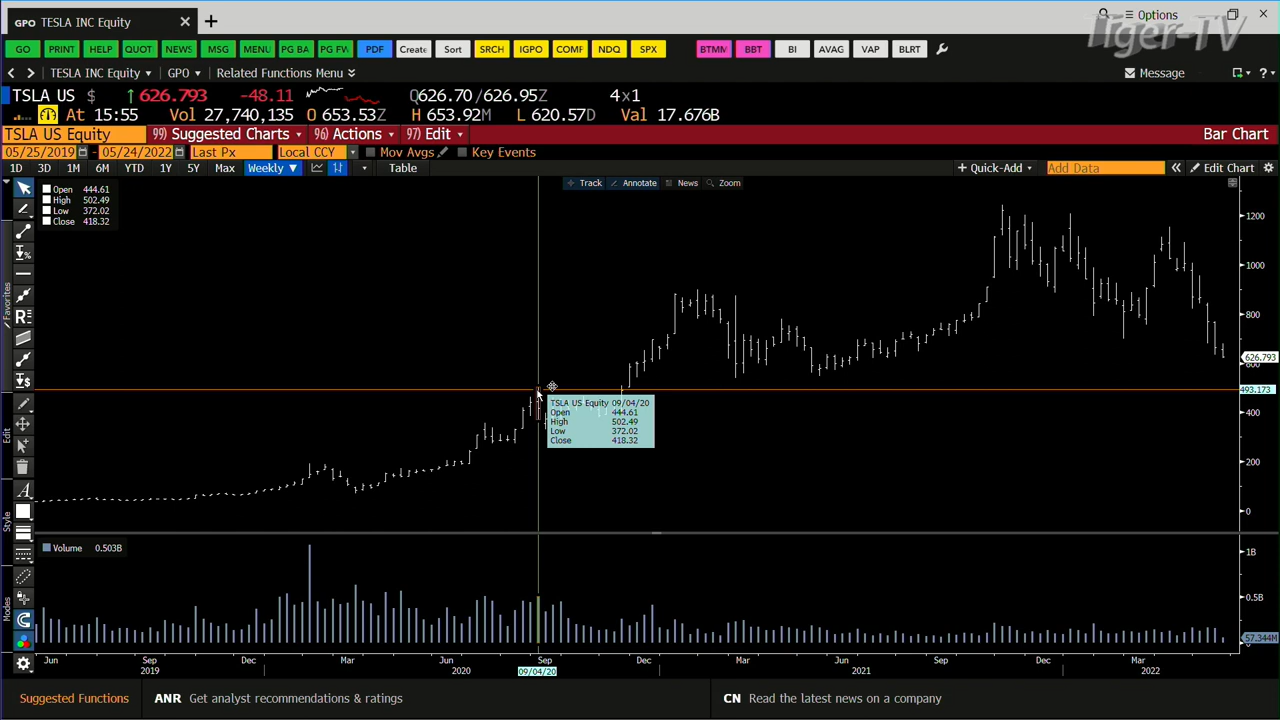 GPO TESLA INC Equity
Options
Tiger-TV
GO PRINT HELP QUOT NEWS MSG MENU PG BA PG FV PDF Create Sort SRCH IGPO COMF NDQ SPX BTMM BBT BI AVAG VAP BLRT
TESLA INC Equity GPO Related Functions Menu
Message
TSLA US $ ↑626.793 -48.11 Q626.70/626.95Z 4x1
At 15:55 Vol 27,740,135 O 653.53Z H 653.92M L 620.57D Val 17.676B
TSLA US Equity 99) Suggested Charts 96) Actions 97) Edit Bar Chart
05/25/2019 - 05/24/2022 Last Px Local CCY Mov Avgs Key Events
1D 3D 1M 6M YTD 1Y 5Y Max Weekly ▼ Table + Quick-Add Add Data « Edit Chart
Track Annotate News Zoom
Open 444.61
High 502.49
Low 372.02
Close 418.32
1200
1000
800
626.793
600
493.173
400
200
0
TSLA US Equity 09/04/20
Open 444.61
High 502.49
Low 372.02
Close 418.32
Favorites
Edit
Style
Modes
Volume 0.503B
1B
0.5B
57.344M
Jun Sep Dec Mar Jun Sep Dec Mar Jun Sep Dec Mar
2019 2020 09/04/20 2021 2022
Suggested Functions ANR Get analyst recommendations & ratings CN Read the latest news on a company